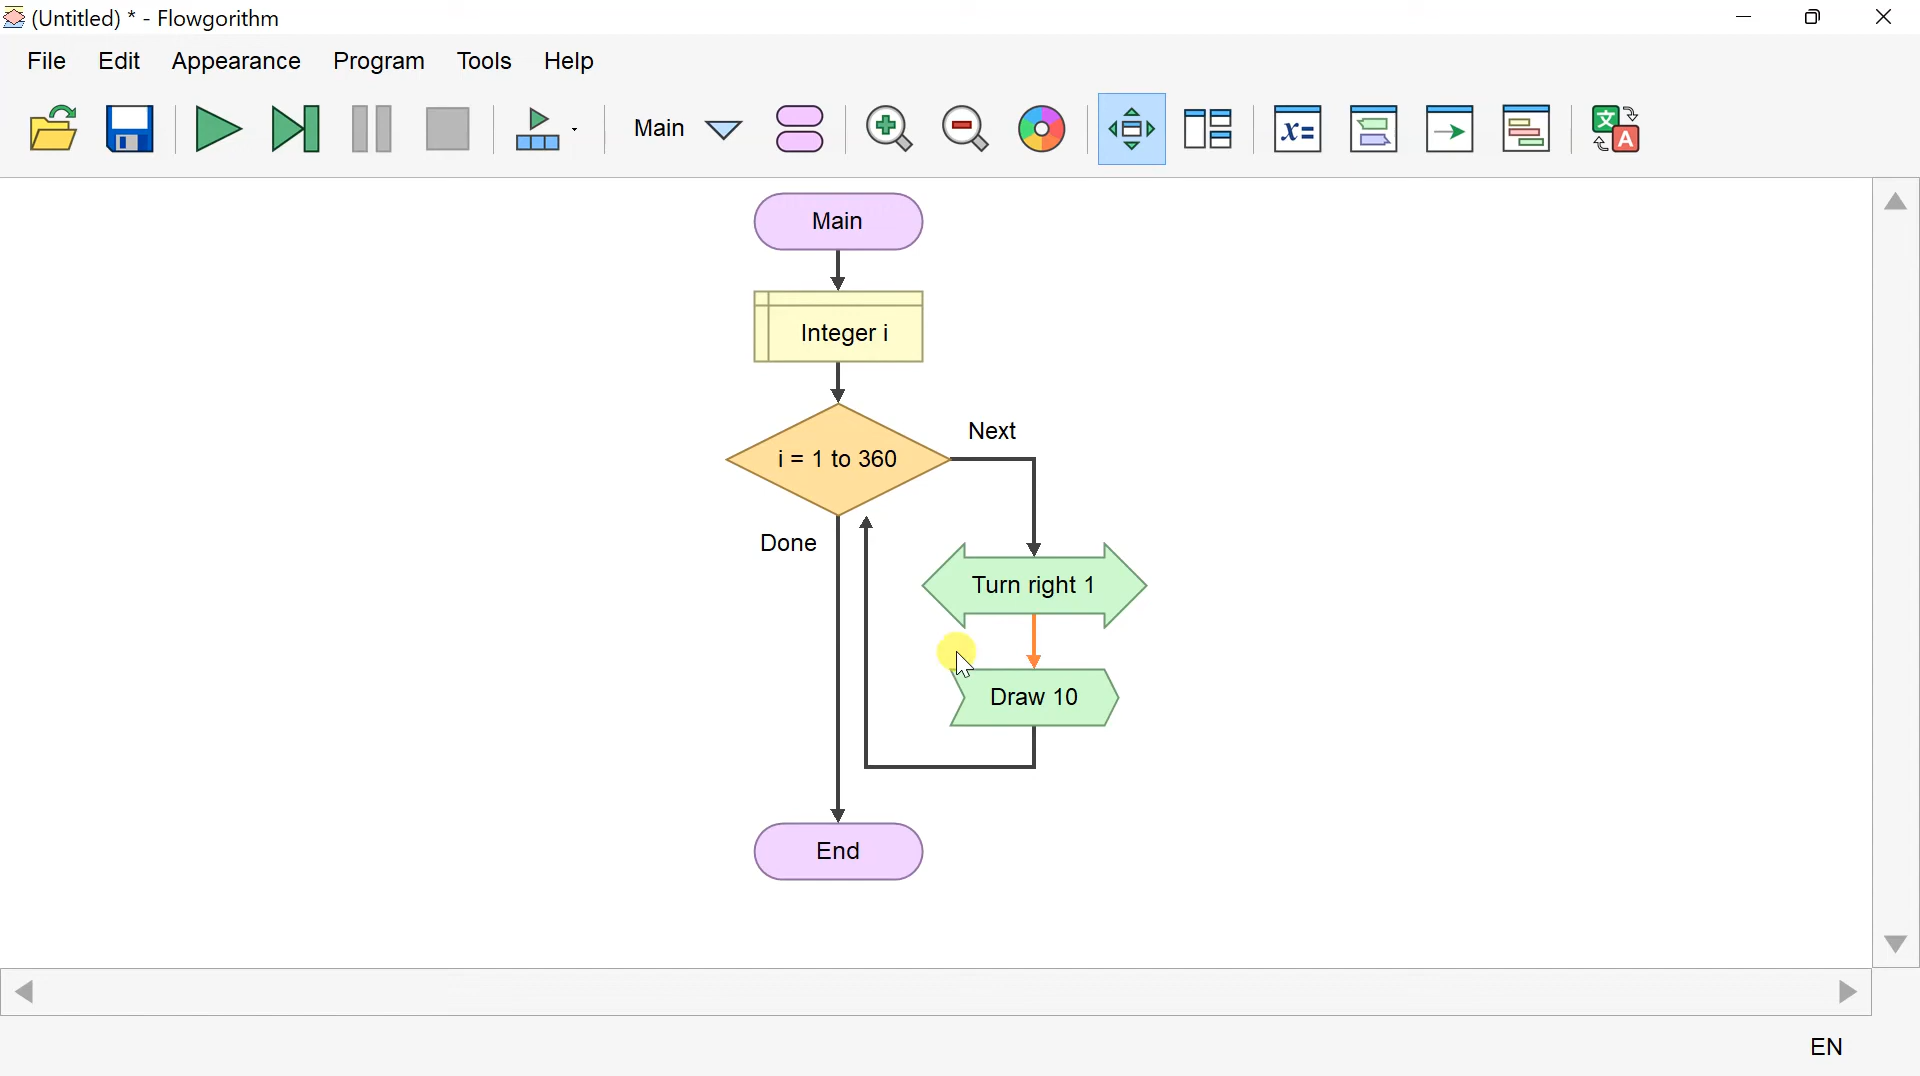 (Untitled) * - Flowgorithm
File Edit Appearance Program Tools Help
Main
x=
文
A
Main
Integer i
i = 1 to 360
Next
Done
Turn right 1
Draw 10
End
EN